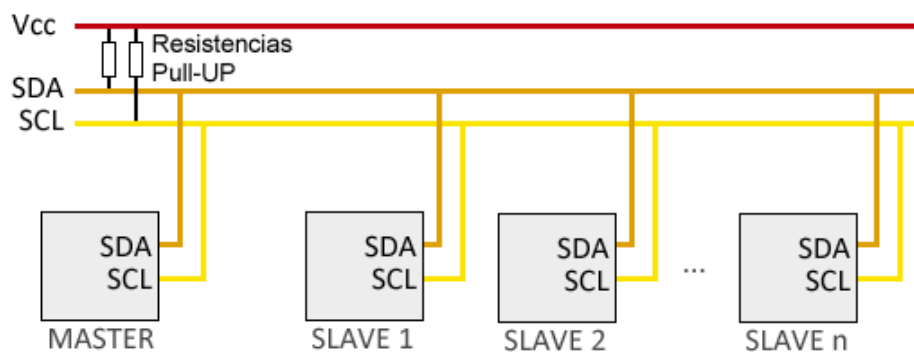 Vcc
Resistencias
Pull-UP
SDA
SCL
SDA
SCL
MASTER
SDA
SCL
SLAVE 1
SDA
SCL
SLAVE 2
...
SDA
SCL
SLAVE n